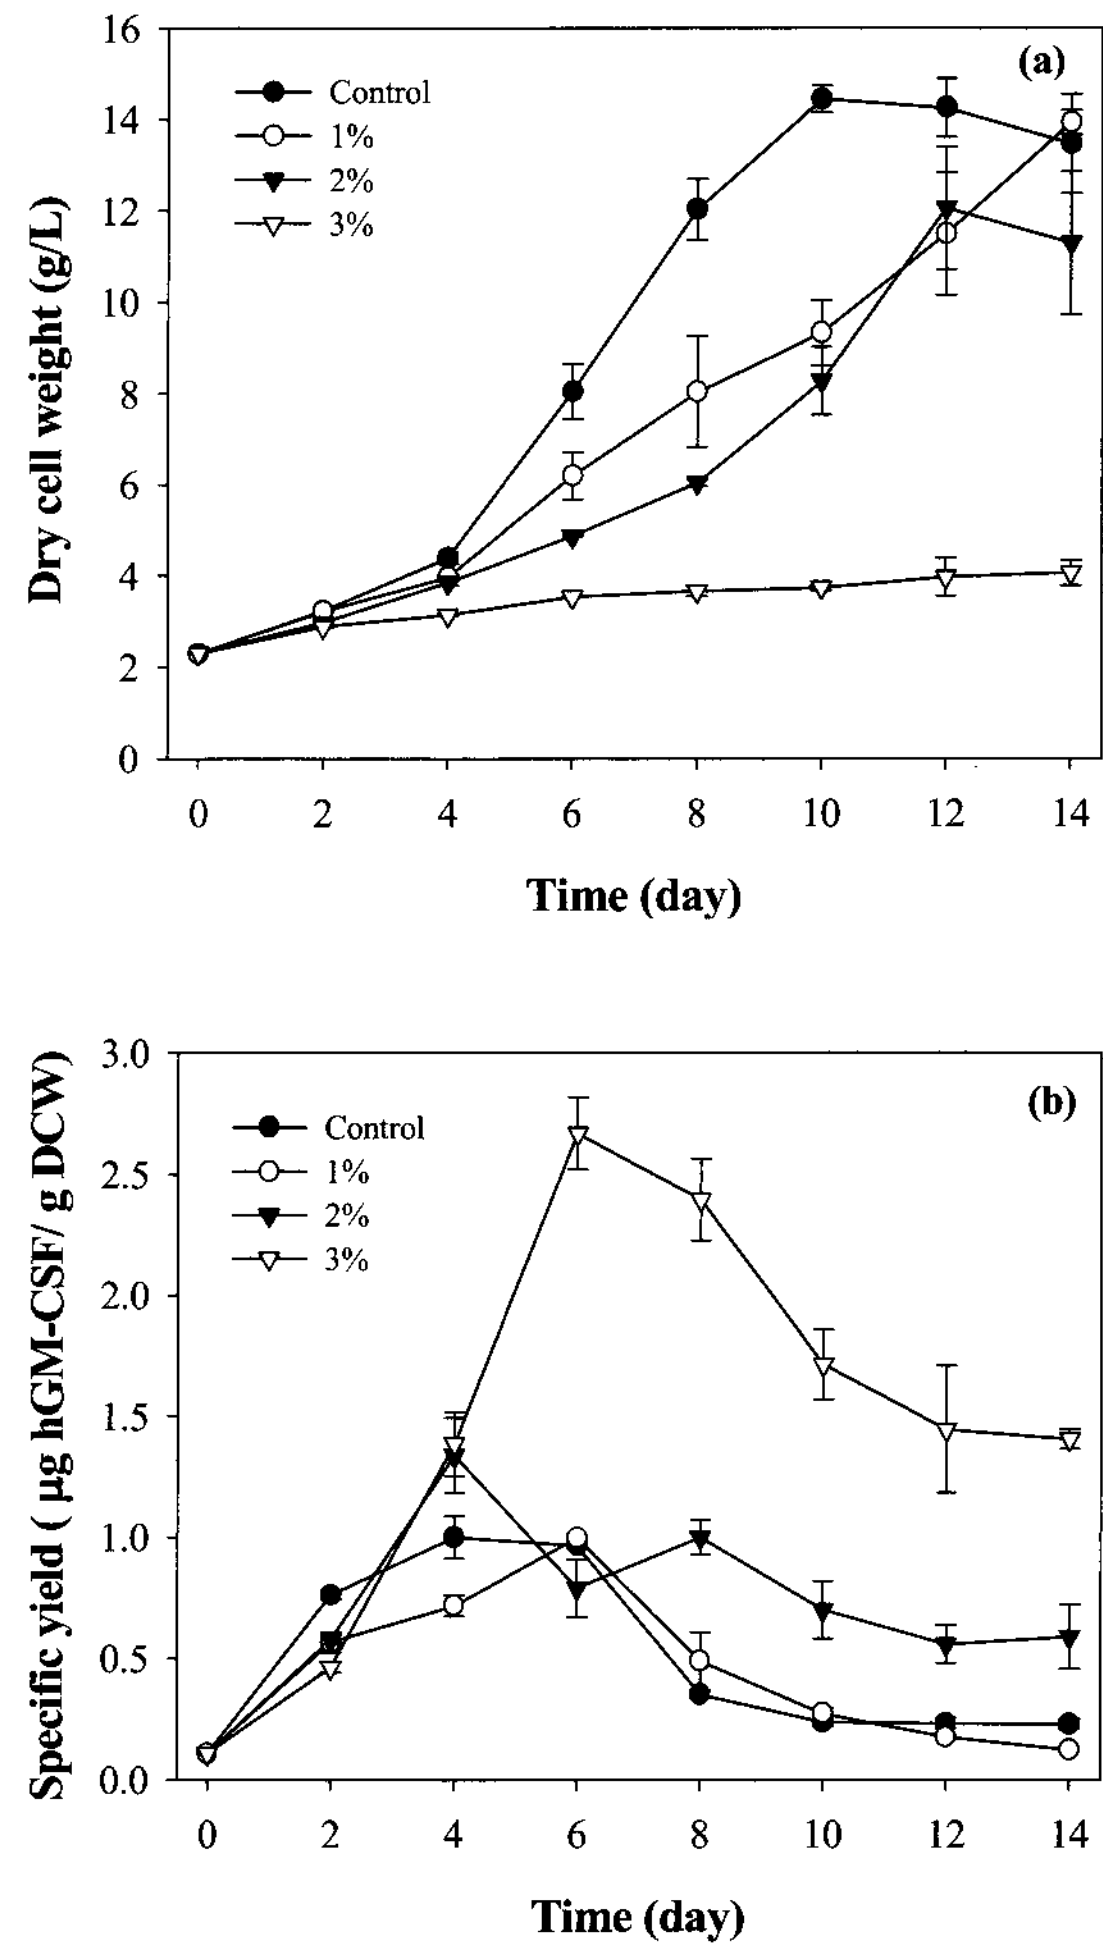 (a)
Control
1%
2%
3%
16
14
12
10
8
6
4
2
0
Dry cell weight (g/L)
0 2 4 6 8 10 12 14
Time (day)
(b)
Control
1%
2%
3%
3.0
2.5
2.0
1.5
1.0
0.5
0.0
Specific yield ( μg hGM-CSF/ g DCW)
0 2 4 6 8 10 12 14
Time (day)